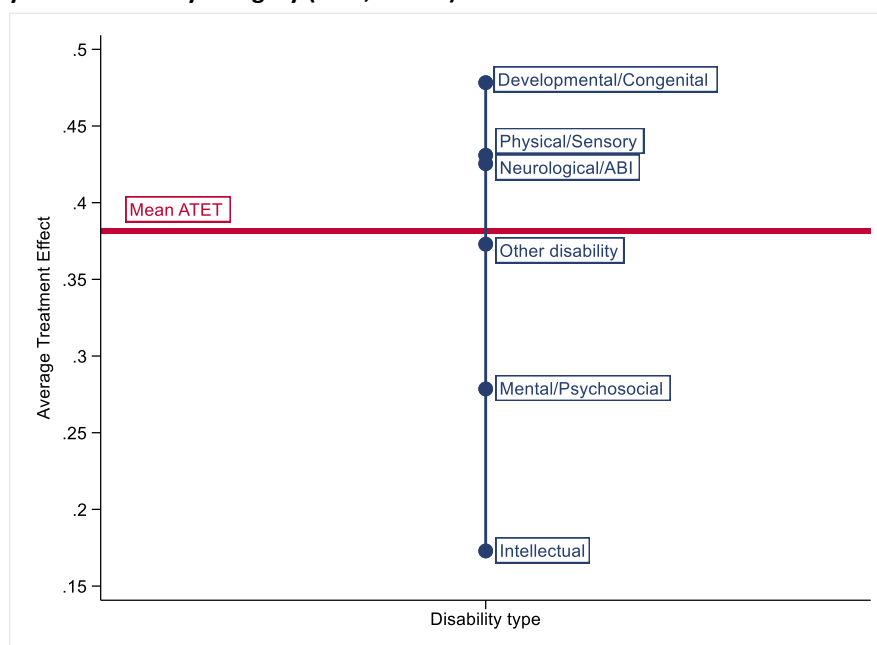 .5
Developmental/Congenital
.45
Physical/Sensory
Neurological/ABI
.4
Mean ATET
Other disability
.35
Average Treatment Effect
.3
Mental/Psychosocial
.25
.2
Intellectual
.15
Disability type